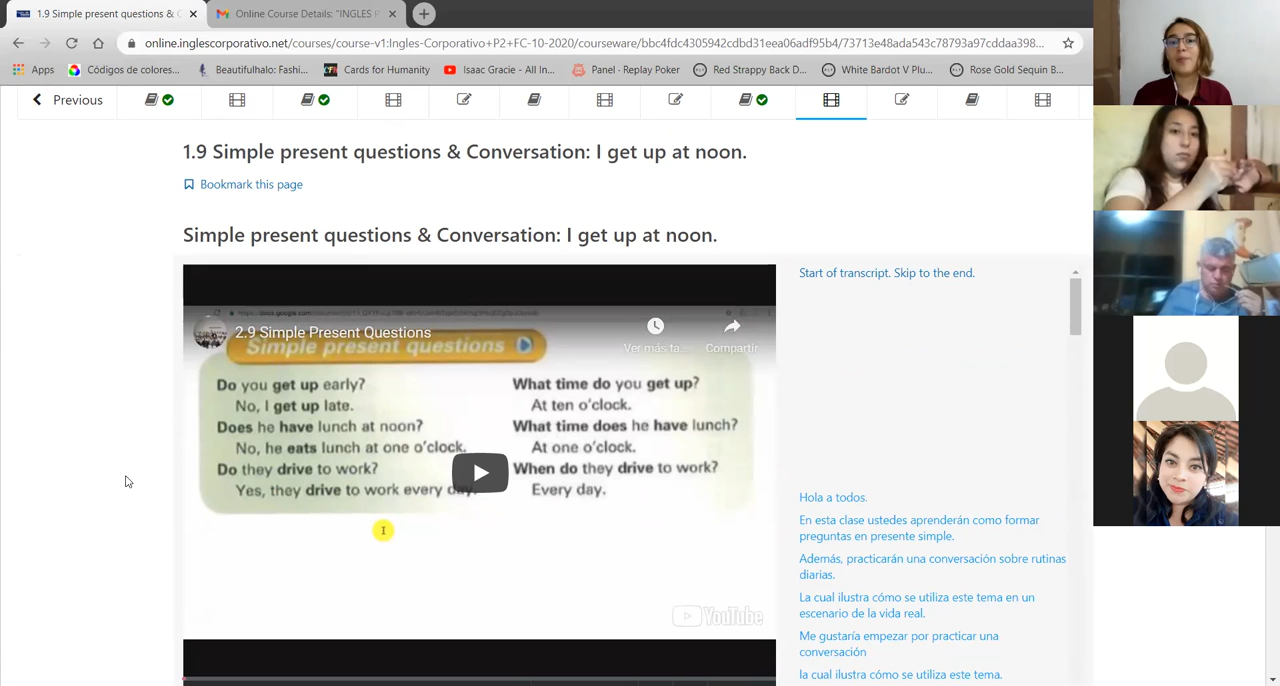 1.9 Simple present questions & C
Online Course Details: "INGLES P
online.inglescorporativo.net/courses/course-v1:Ingles-Corporativo+P2+FC-10-2020/courseware/bbc4fdc4305942cdbd31eea06adf95b4/73713e48ada543c78793a97cddaa398...
Apps
Códigos de colores...
Beautifulhalo: Fashi...
Cards for Humanity
Isaac Gracie - All In...
Panel · Replay Poker
Red Strappy Back D...
White Bardot V Plu...
Rose Gold Sequin B...
Previous
1.9 Simple present questions & Conversation: I get up at noon.
Bookmark this page
Simple present questions & Conversation: I get up at noon.
2.9 Simple Present Questions
Ver más ta...
Compartir
Simple present questions
Do you get up early?
No, I get up late.
Does he have lunch at noon?
No, he eats lunch at one o'clock.
Do they drive to work?
Yes, they drive to work every day.
What time do you get up?
At ten o'clock.
What time does he have lunch?
At one o'clock.
When do they drive to work?
Every day.
YouTube
Start of transcript. Skip to the end.
Hola a todos.
En esta clase ustedes aprenderán como formar
preguntas en presente simple.
Además, practicarán una conversación sobre rutinas
diarias.
La cual ilustra cómo se utiliza este tema en un
escenario de la vida real.
Me gustaría empezar por practicar una
conversación
la cual ilustra cómo se utiliza este tema.